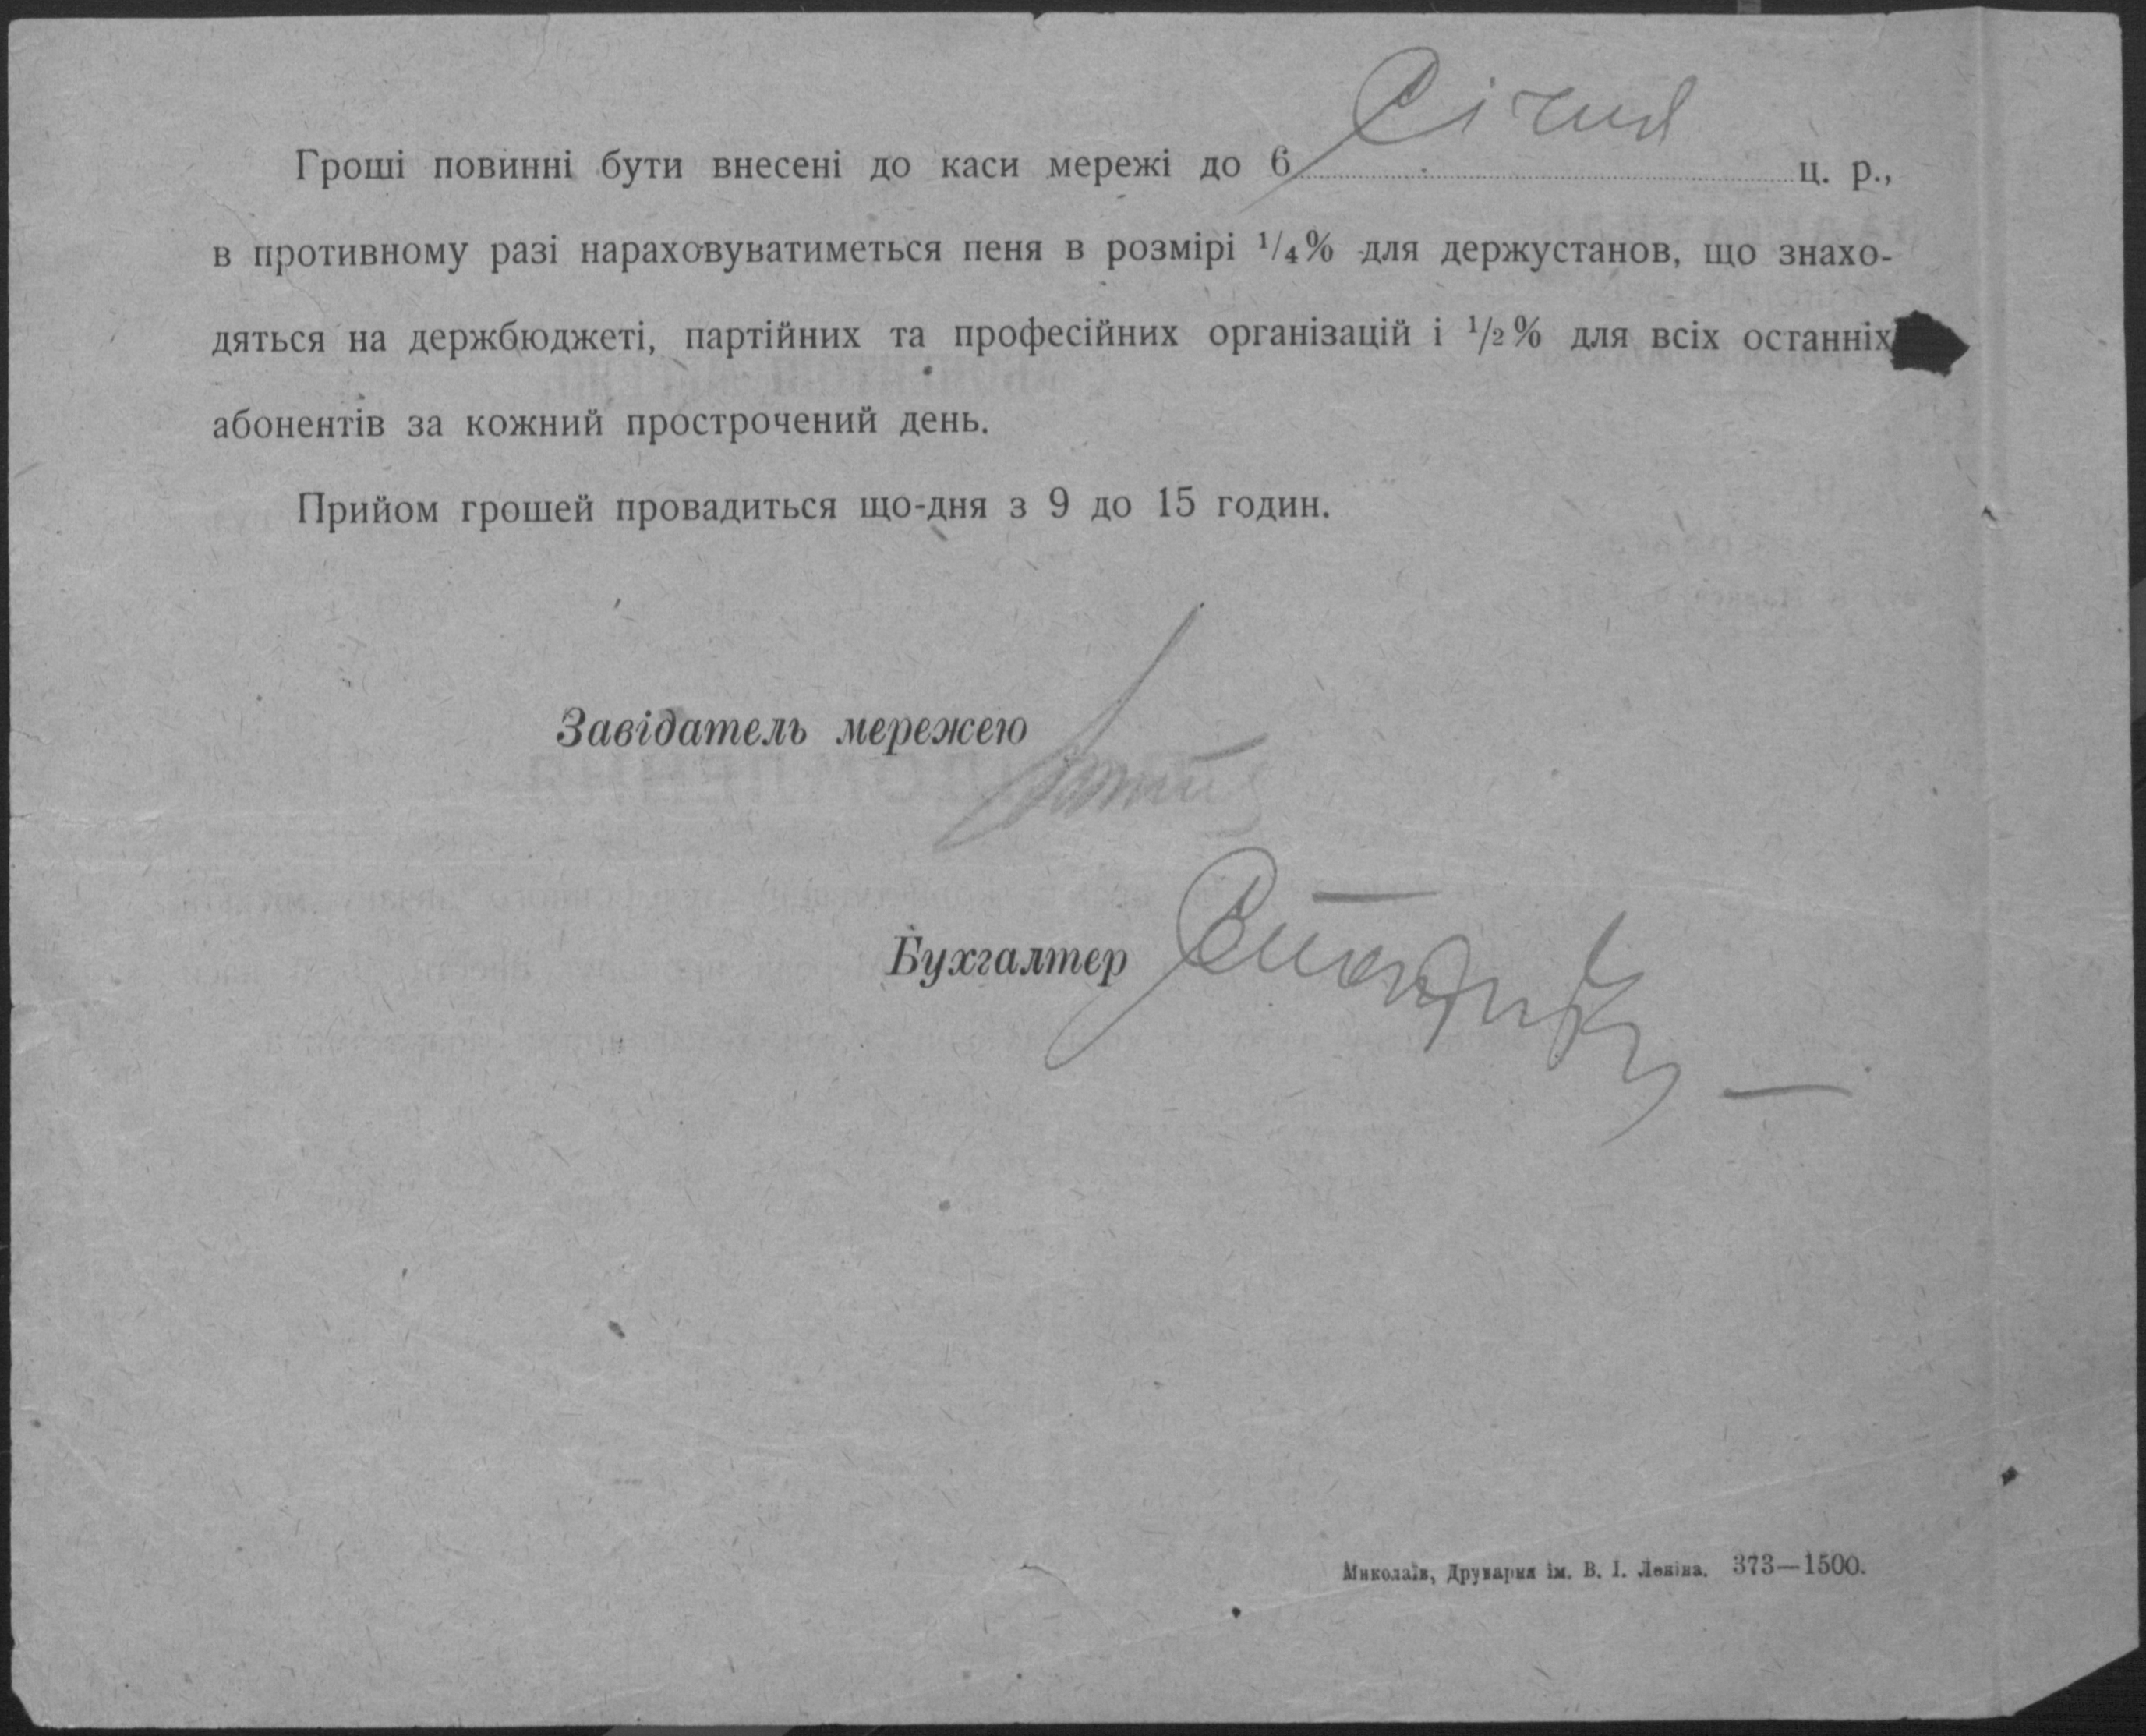 Гроші повинні бути внесені до каси мережі до 6 Січня ц. р.,
в противному разі нараховуватиметься пеня в розмірі 1/4% для держустанов, що знахо-
дяться на держбюджеті, партійних та професійних організацій і 1/2% для всіх останніх
абонентів за кожний прострочений день.
Прийом грошей провадиться що-дня з 9 до 15 годин.
Завідатель мережею
Бухгалтер
Миколаїв, Друкарня ім. В. І. Леніна. 373—1500.